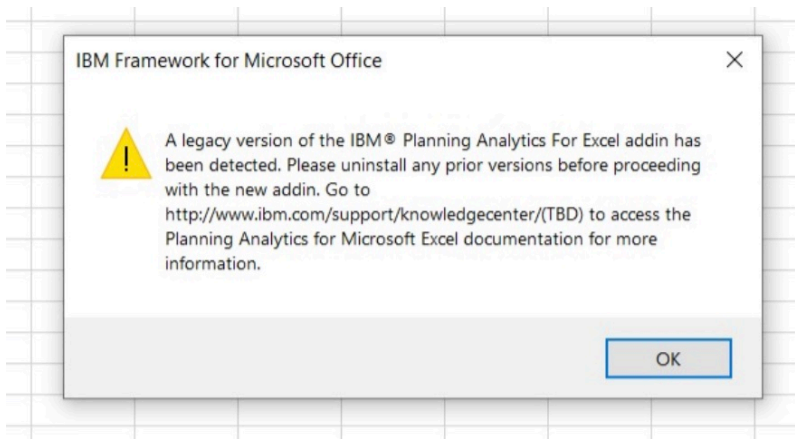 IBM Framework for Microsoft Office
A legacy version of the IBM® Planning Analytics For Excel addin has
been detected. Please uninstall any prior versions before proceeding
with the new addin. Go to
http://www.ibm.com/support/knowledgecenter/(TBD) to access the
Planning Analytics for Microsoft Excel documentation for more
information.
OK